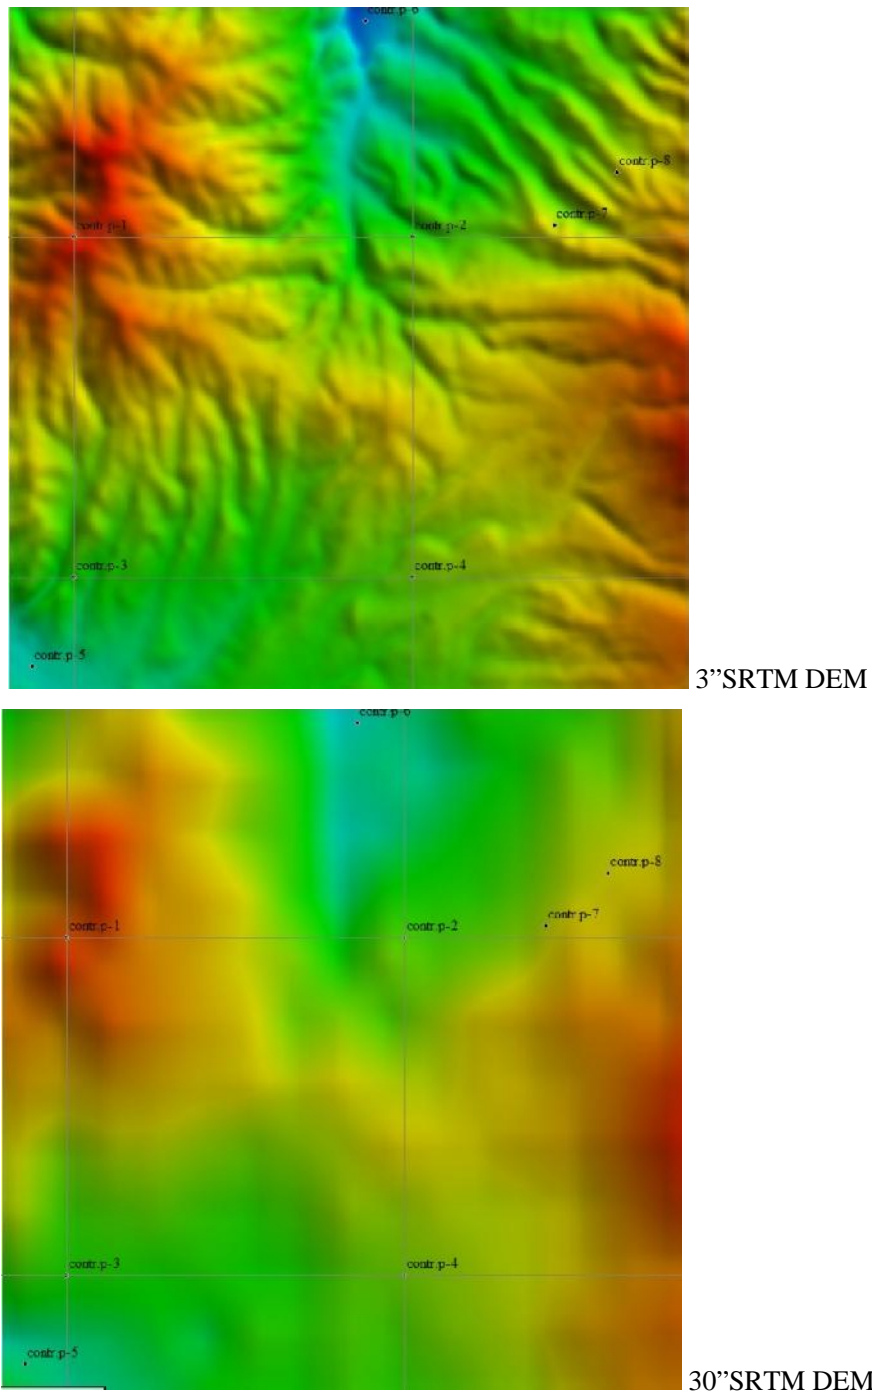 contr.p-6
contr.p-8
contr.p-7
contr.p-1
contr.p-2
contr.p-3
contr.p-4
contr.p-5
3”SRTM DEM
contr.p-6
contr.p-8
contr.p-7
contr.p-1
contr.p-2
contr.p-3
contr.p-4
contr.p-5
30”SRTM DEM